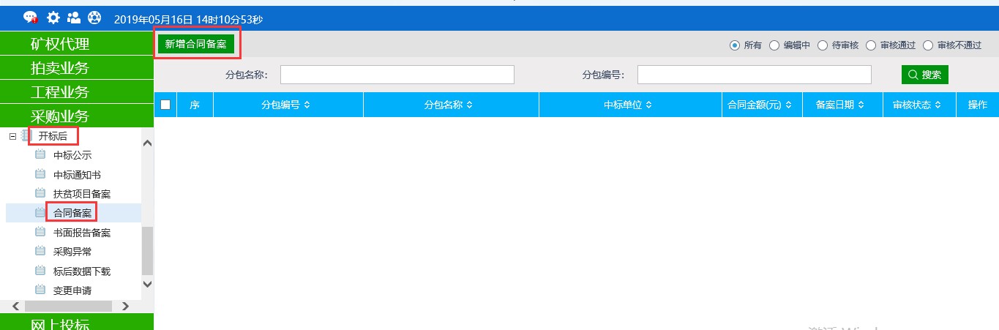 2019年05月16日 14时10分53秒
矿权代理
拍卖业务
工程业务
采购业务
开标后
中标公示
中标通知书
扶贫项目备案
合同备案
书面报告备案
采购异常
标后数据下载
变更申请
网上投标
新增合同备案
所有 编辑中 待审核 审核通过 审核不通过
分包名称: 分包编号: 搜索
序 分包编号 分包名称 中标单位 合同金额(元) 备案日期 审核状态 操作
激活 Wind